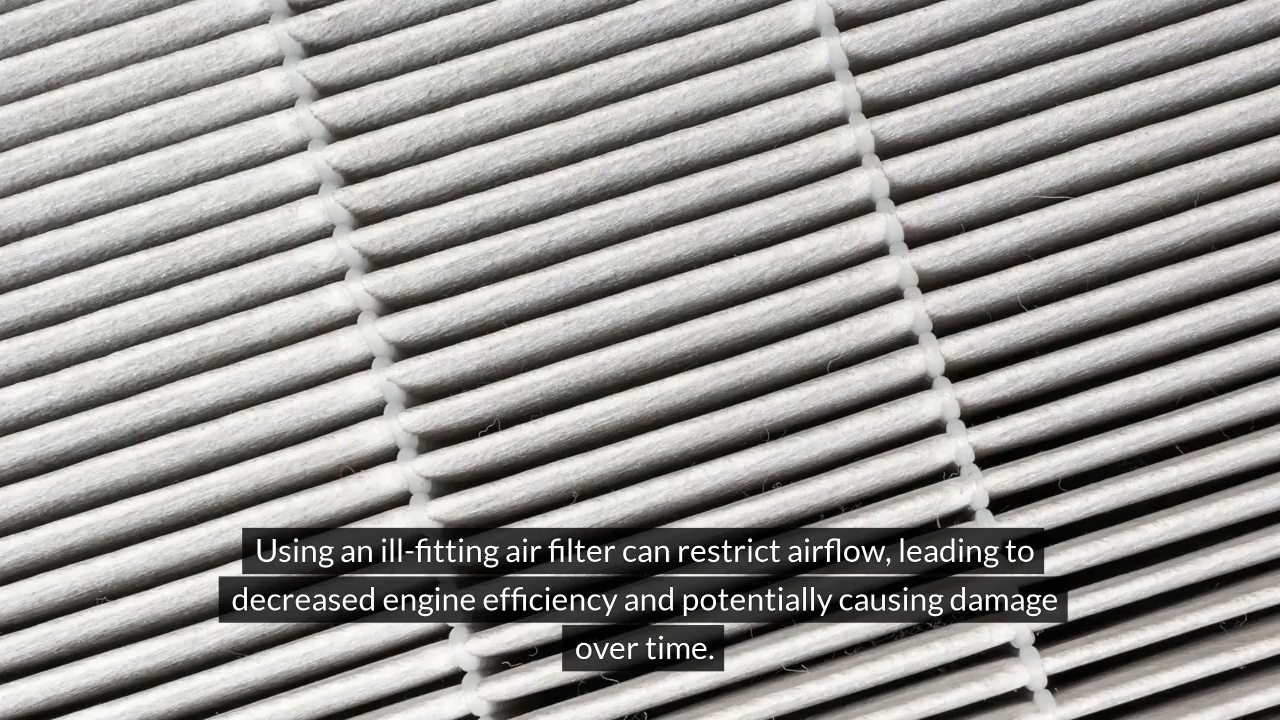 Using an ill-fitting air filter can restrict airflow, leading to
decreased engine efficiency and potentially causing damage
over time.